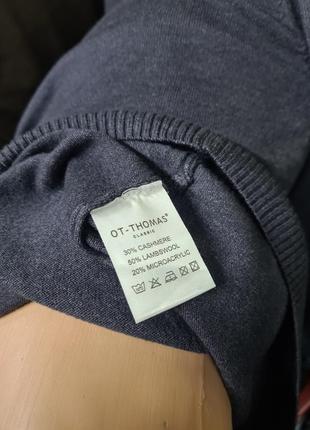 OT-THOMAS®
CLASSIC
30% CASHMERE
50% LAMBSWOOL
20% MICROACRYLIC